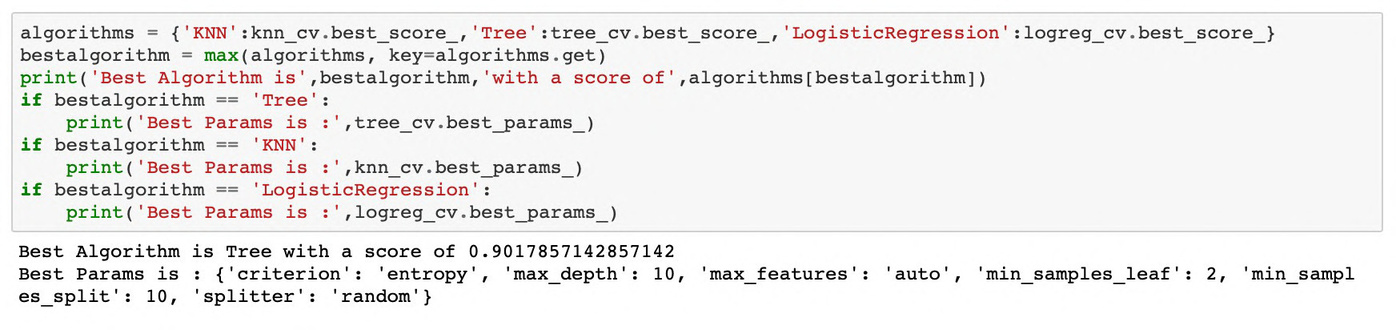 algorithms = {'KNN':knn_cv.best_score_,'Tree':tree_cv.best_score_,'LogisticRegression':logreg_cv.best_score_}
bestalgorithm = max(algorithms, key=algorithms.get)
print('Best Algorithm is',bestalgorithm,'with a score of',algorithms[bestalgorithm])
if bestalgorithm == 'Tree':
    print('Best Params is :',tree_cv.best_params_)
if bestalgorithm == 'KNN':
    print('Best Params is :',knn_cv.best_params_)
if bestalgorithm == 'LogisticRegression':
    print('Best Params is :',logreg_cv.best_params_)
Best Algorithm is Tree with a score of 0.9017857142857142
Best Params is : {'criterion': 'entropy', 'max_depth': 10, 'max_features': 'auto', 'min_samples_leaf': 2, 'min_sampl
es_split': 10, 'splitter': 'random'}